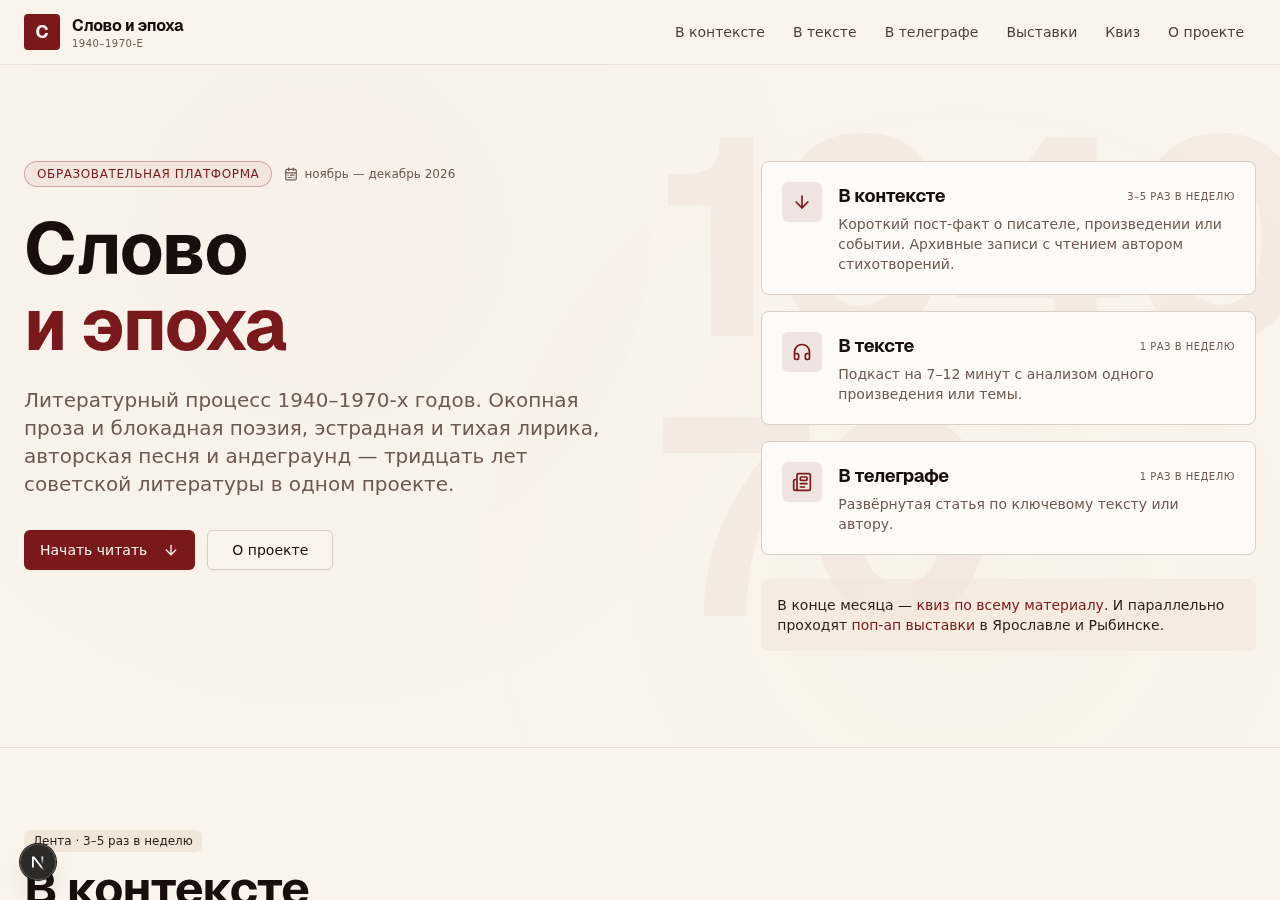 С
Слово и эпоха
1940–1970-Е
В контексте
В тексте
В телеграфе
Выставки
Квиз
О проекте
ОБРАЗОВАТЕЛЬНАЯ ПЛАТФОРМА
ноябрь — декабрь 2026
Слово
и эпоха
Литературный процесс 1940–1970-х годов. Окопная
проза и блокадная поэзия, эстрадная и тихая лирика,
авторская песня и андеграунд — тридцать лет
советской литературы в одном проекте.
Начать читать
О проекте
1940
70
В контексте
3–5 РАЗ В НЕДЕЛЮ
Короткий пост-факт о писателе, произведении или
событии. Архивные записи с чтением автором
стихотворений.
В тексте
1 РАЗ В НЕДЕЛЮ
Подкаст на 7–12 минут с анализом одного
произведения или темы.
В телеграфе
1 РАЗ В НЕДЕЛЮ
Развёрнутая статья по ключевому тексту или
автору.
В конце месяца — квиз по всему материалу. И параллельно
проходят поп-ап выставки в Ярославле и Рыбинске.
Лента · 3–5 раз в неделю
N
В контексте